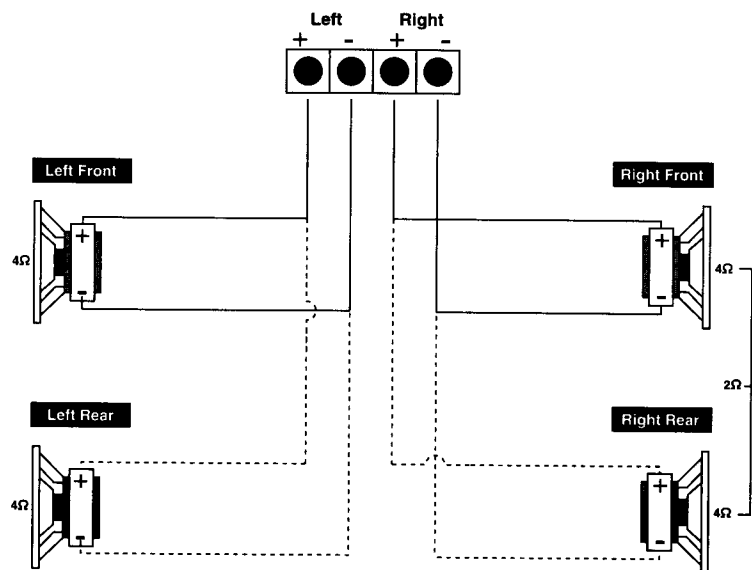 Left Right
+ - + -
Left Front
Right Front
+
+
4Ω
4Ω
-
-
2Ω
Left Rear
Right Rear
+
+
4Ω
4Ω
-
-